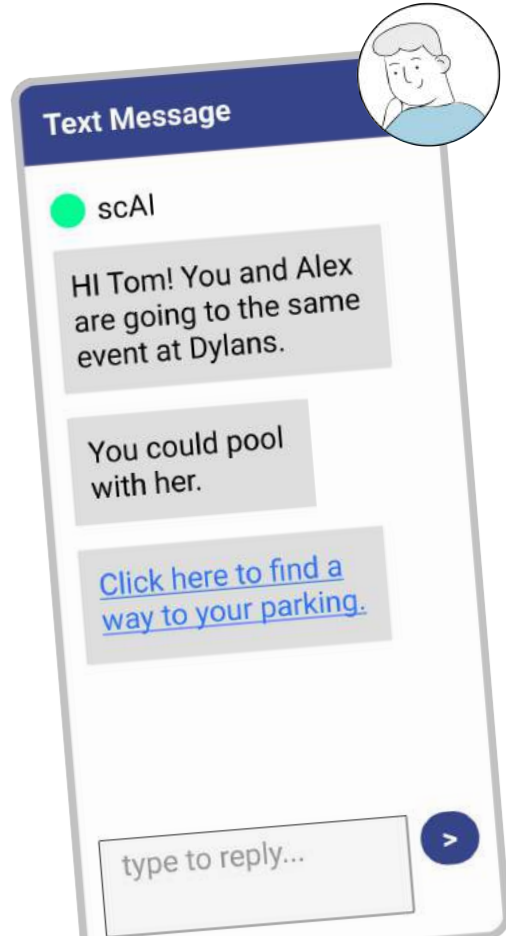 Text Message
scAI
HI Tom! You and Alex
are going to the same
event at Dylans.
You could pool
with her.
Click here to find a
way to your parking.
type to reply...
>